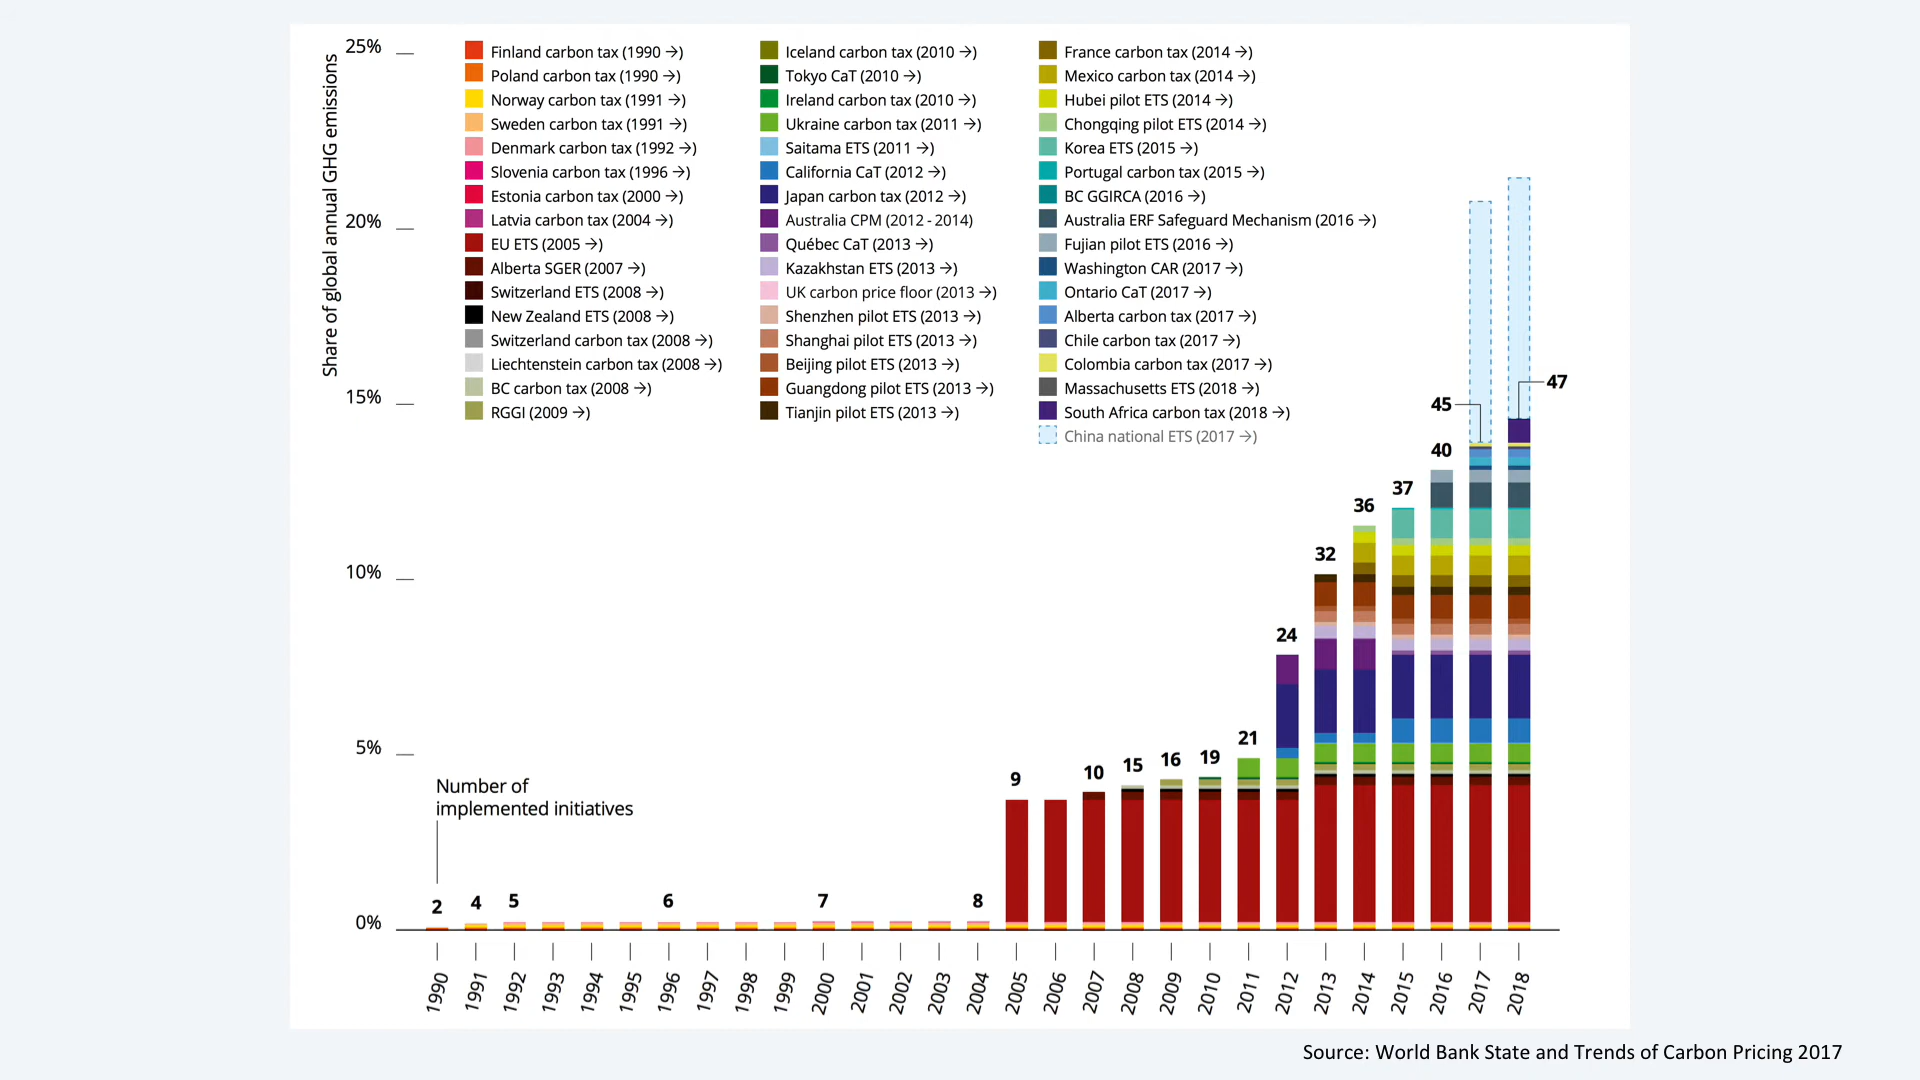 Share of global annual GHG emissions
25%
20%
15%
10%
5%
0%
Finland carbon tax (1990 →)
Poland carbon tax (1990 →)
Norway carbon tax (1991 →)
Sweden carbon tax (1991 →)
Denmark carbon tax (1992 →)
Slovenia carbon tax (1996 →)
Estonia carbon tax (2000 →)
Latvia carbon tax (2004 →)
EU ETS (2005 →)
Alberta SGER (2007 →)
Switzerland ETS (2008 →)
New Zealand ETS (2008 →)
Switzerland carbon tax (2008 →)
Liechtenstein carbon tax (2008 →)
BC carbon tax (2008 →)
RGGI (2009 →)
Iceland carbon tax (2010 →)
Tokyo CaT (2010 →)
Ireland carbon tax (2010 →)
Ukraine carbon tax (2011 →)
Saitama ETS (2011 →)
California CaT (2012 →)
Japan carbon tax (2012 →)
Australia CPM (2012 - 2014)
Québec CaT (2013 →)
Kazakhstan ETS (2013 →)
UK carbon price floor (2013 →)
Shenzhen pilot ETS (2013 →)
Shanghai pilot ETS (2013 →)
Beijing pilot ETS (2013 →)
Guangdong pilot ETS (2013 →)
Tianjin pilot ETS (2013 →)
France carbon tax (2014 →)
Mexico carbon tax (2014 →)
Hubei pilot ETS (2014 →)
Chongqing pilot ETS (2014 →)
Korea ETS (2015 →)
Portugal carbon tax (2015 →)
BC GGIRCA (2016 →)
Australia ERF Safeguard Mechanism (2016 →)
Fujian pilot ETS (2016 →)
Washington CAR (2017 →)
Ontario CaT (2017 →)
Alberta carbon tax (2017 →)
Chile carbon tax (2017 →)
Colombia carbon tax (2017 →)
Massachusetts ETS (2018 →)
South Africa carbon tax (2018 →)
China national ETS (2017 →)
Number of
implemented initiatives
2
4
5
6
7
8
9
10
15
16
19
21
24
32
36
37
40
45
47
1990
1991
1992
1993
1994
1995
1996
1997
1998
1999
2000
2001
2002
2003
2004
2005
2006
2007
2008
2009
2010
2011
2012
2013
2014
2015
2016
2017
2018
Source: World Bank State and Trends of Carbon Pricing 2017